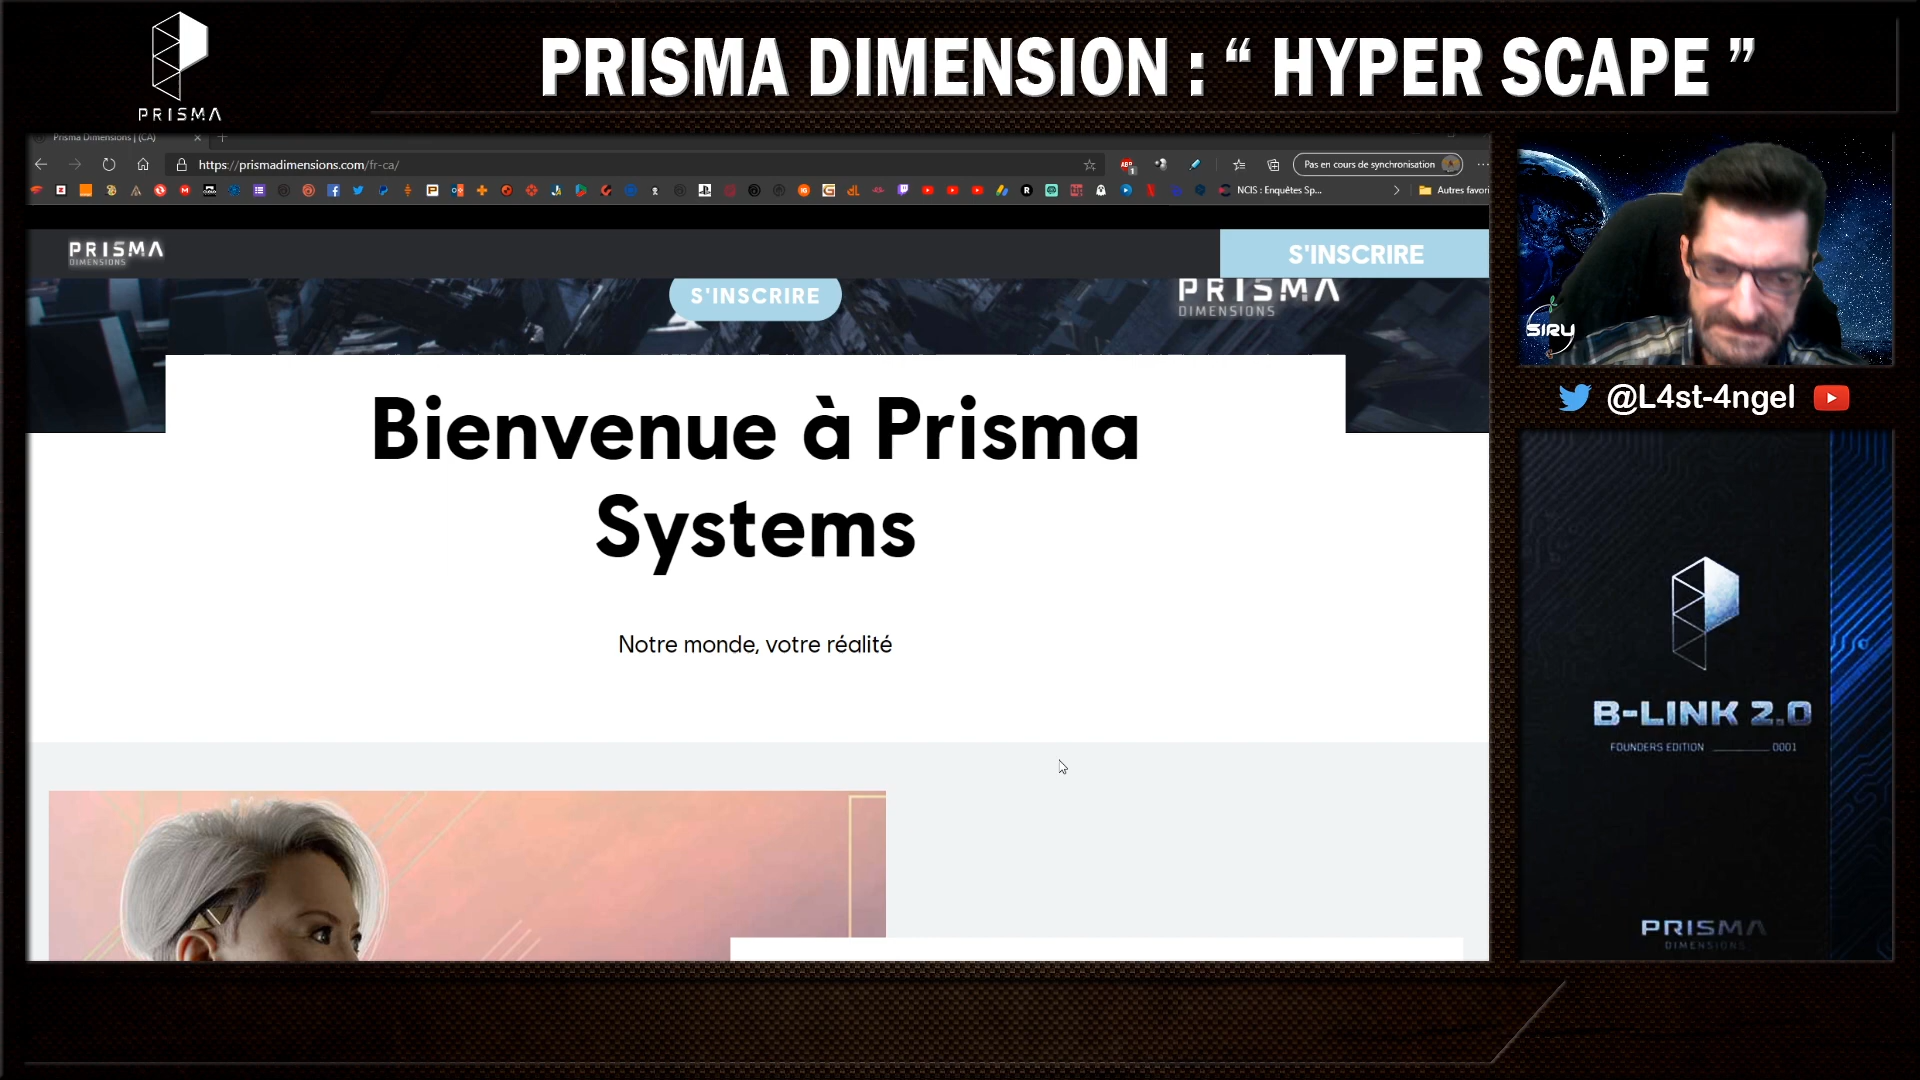 PRISMA
PRISMA DIMENSION : “ HYPER SCAPE ”
Prisma Dimensions | (CA)
https://prismadimensions.com/fr-ca/
Pas en cours de synchronisation
NCIS : Enquêtes Sp...
Autres favori
PRISMA
DIMENSIONS
S'INSCRIRE
S'INSCRIRE
PRISMA
DIMENSIONS
Bienvenue à Prisma
Systems
Notre monde, votre réalité
SIRU
@L4st-4ngel
B-LINK 2.0
FOUNDERS EDITION ________ 0001
PRISMA
DIMENSIONS